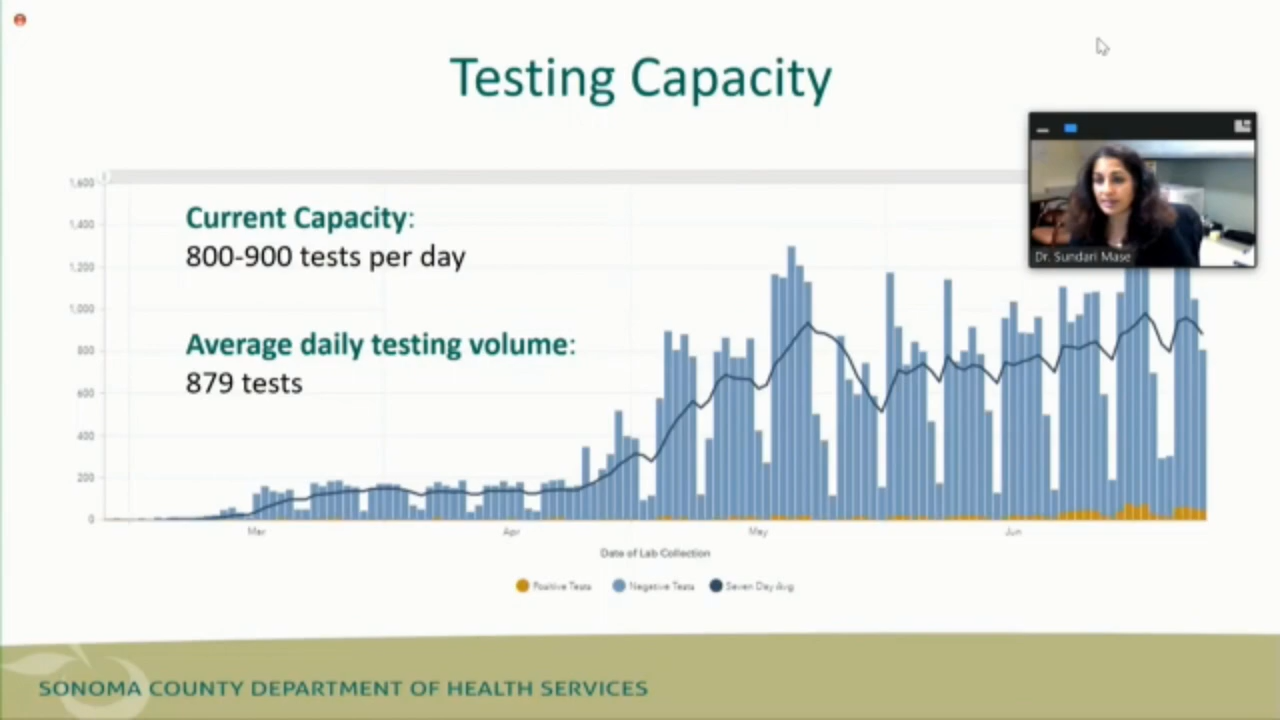 Testing Capacity
Dr. Sundari Mase
1,600
1,400
1,200
1,000
800
600
400
200
0
Current Capacity:
800-900 tests per day
Average daily testing volume:
879 tests
Mar
Apr
May
Jun
Date of Lab Collection
Positive Tests
Negative Tests
Seven Day Avg
SONOMA COUNTY DEPARTMENT OF HEALTH SERVICES